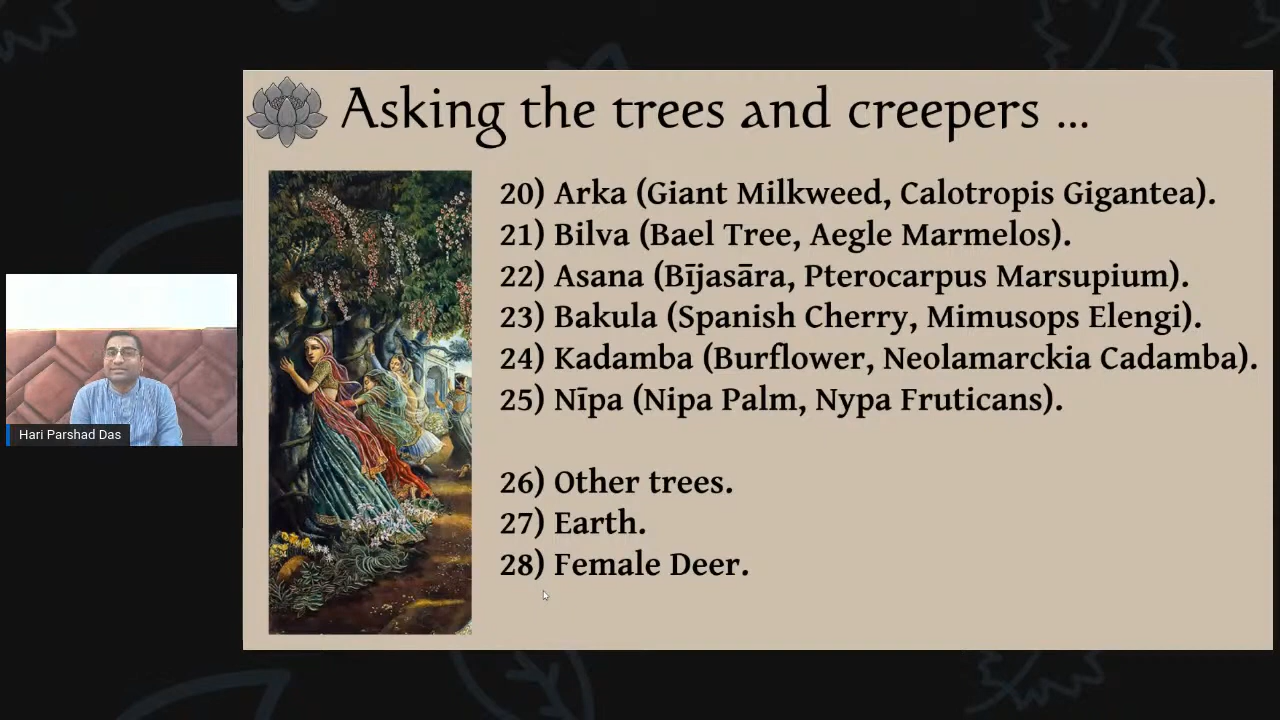 Asking the trees and creepers ...
20) Arka (Giant Milkweed, Calotropis Gigantea).
21) Bilva (Bael Tree, Aegle Marmelos).
22) Asana (Bījasāra, Pterocarpus Marsupium).
23) Bakula (Spanish Cherry, Mimusops Elengi).
24) Kadamba (Burflower, Neolamarckia Cadamba).
25) Nīpa (Nipa Palm, Nypa Fruticans).
26) Other trees.
27) Earth.
28) Female Deer.
Hari Parshad Das